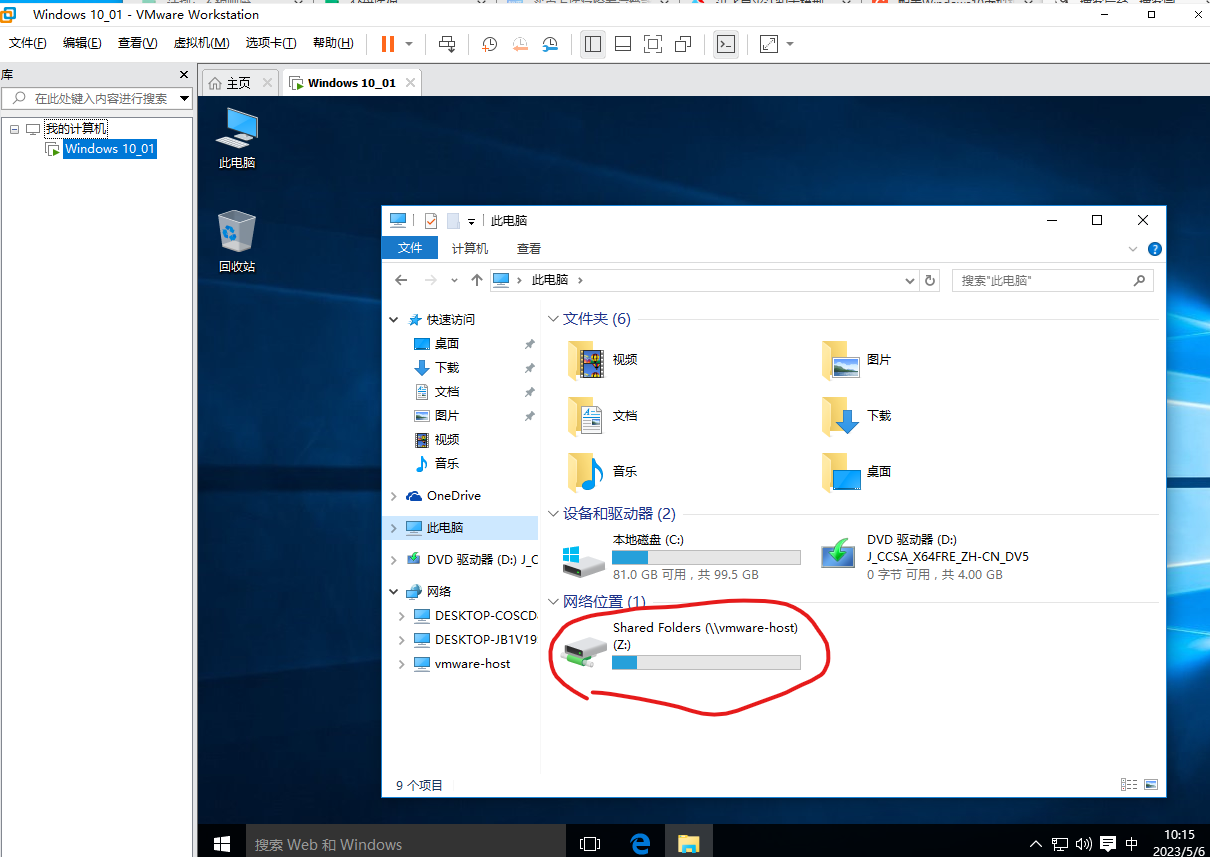 Windows 10_01 - VMware Workstation
文件(F) 编辑(E) 查看(V) 虚拟机(M) 选项卡(T) 帮助(H)
库
在此处键入内容进行搜索
我的计算机
Windows 10_01
主页
Windows 10_01
此电脑
回收站
此电脑
文件 计算机 查看
此电脑
搜索"此电脑"
快速访问
桌面
下载
文档
图片
视频
音乐
OneDrive
此电脑
DVD 驱动器 (D:) J_C
网络
DESKTOP-COSCD
DESKTOP-JB1V19
vmware-host
文件夹 (6)
视频
图片
文档
下载
音乐
桌面
设备和驱动器 (2)
本地磁盘 (C:)
81.0 GB 可用，共 99.5 GB
DVD 驱动器 (D:)
J_CCSA_X64FRE_ZH-CN_DV5
0 字节 可用，共 4.00 GB
网络位置 (1)
Shared Folders (\\vmware-host)
(Z:)
9 个项目
搜索 Web 和 Windows
中
10:15
2023/5/6